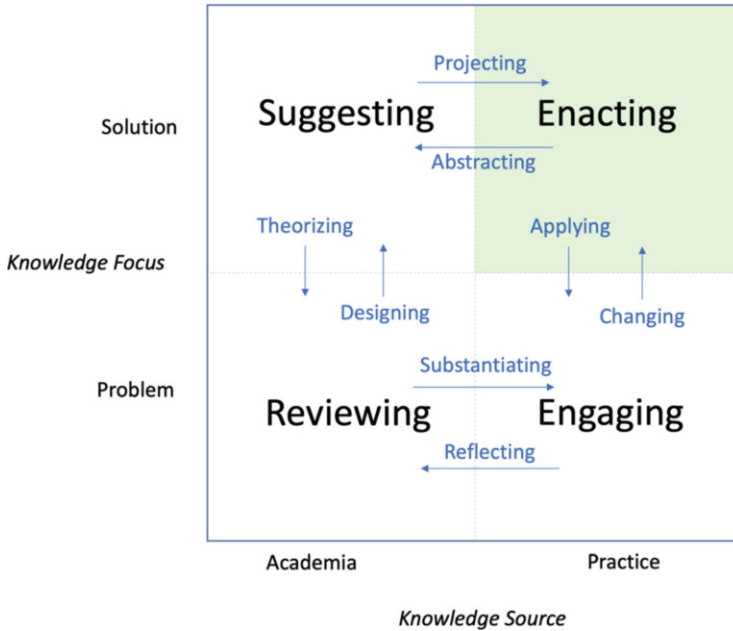 Projecting
Solution
Suggesting
Enacting
Abstracting
Theorizing
Applying
Knowledge Focus
Designing
Changing
Substantiating
Problem
Reviewing
Engaging
Reflecting
Academia
Practice
Knowledge Source